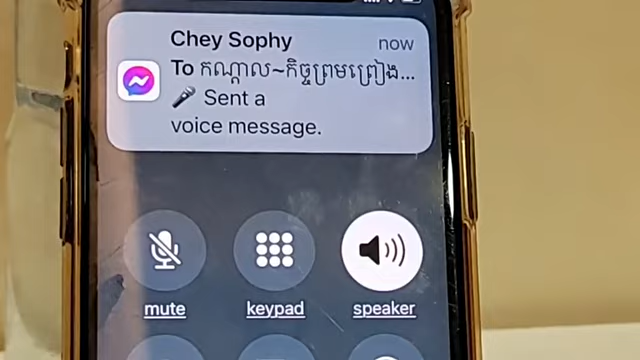 Chey Sophy
now
To កណ្តាល~កិច្ចព្រមព្រៀង...
Sent a
voice message.
mute
keypad
speaker